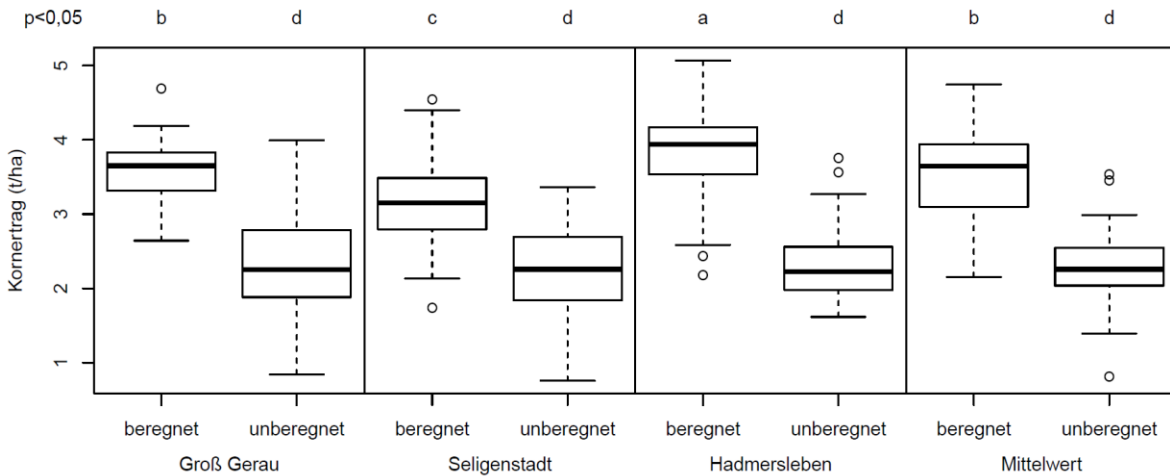 p<0,05 b d c d a d b d
Kornertrag (t/ha)
5
4
3
2
1
beregnet unberegnet beregnet unberegnet beregnet unberegnet beregnet unberegnet
Groß Gerau Seligenstadt Hadmersleben Mittelwert